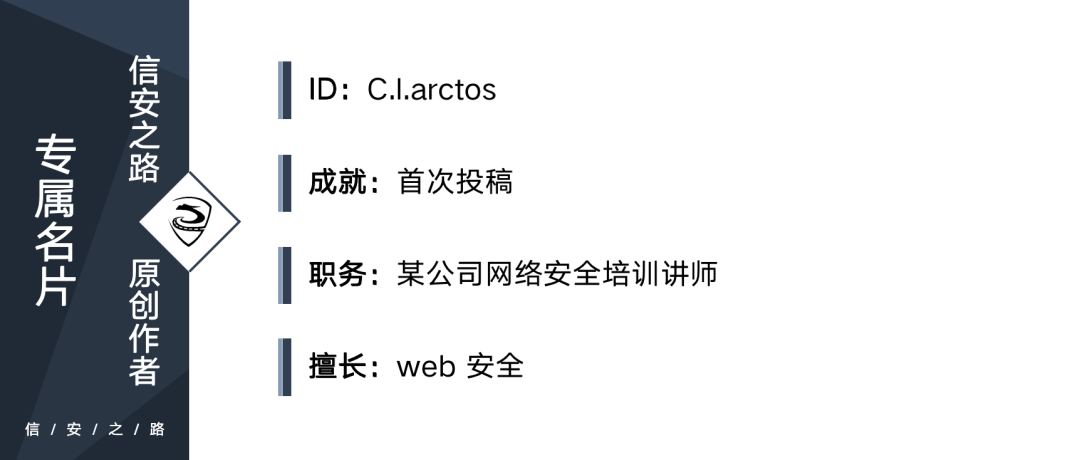 专属名片
信安之路
原创作者
信 / 安 / 之 / 路
ID：C.l.arctos
成就：首次投稿
职务：某公司网络安全培训讲师
擅长：web 安全